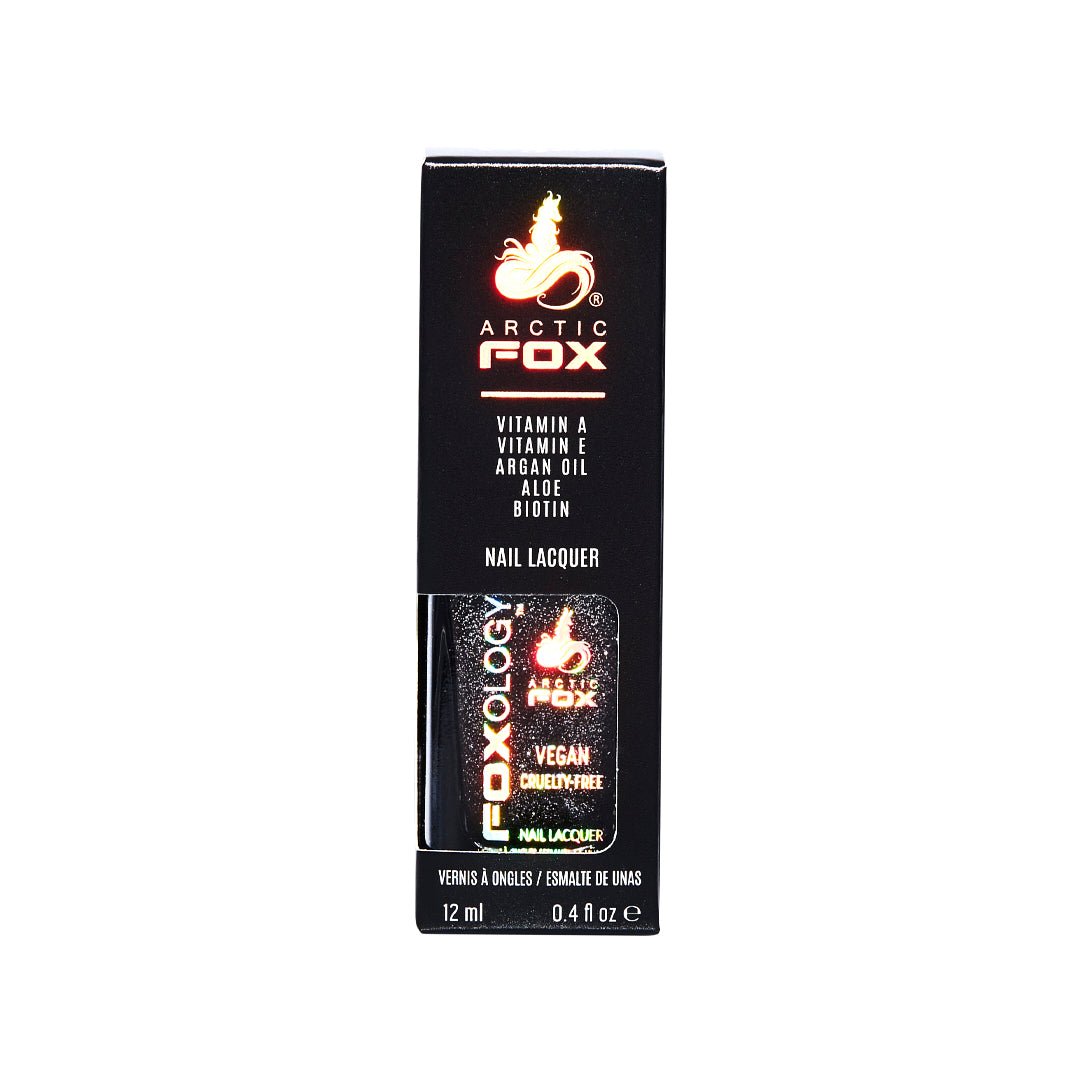 ®
ARCTIC
FOX
VITAMIN A
VITAMIN E
ARGAN OIL
ALOE
BIOTIN
NAIL LACQUER
FOXOLOGY
ARCTIC
FOX
VEGAN
CRUELTY-FREE
NAIL LACQUER
VERNIS À ONGLES / ESMALTE DE UNAS
12 ml 0.4 fl oz ℮